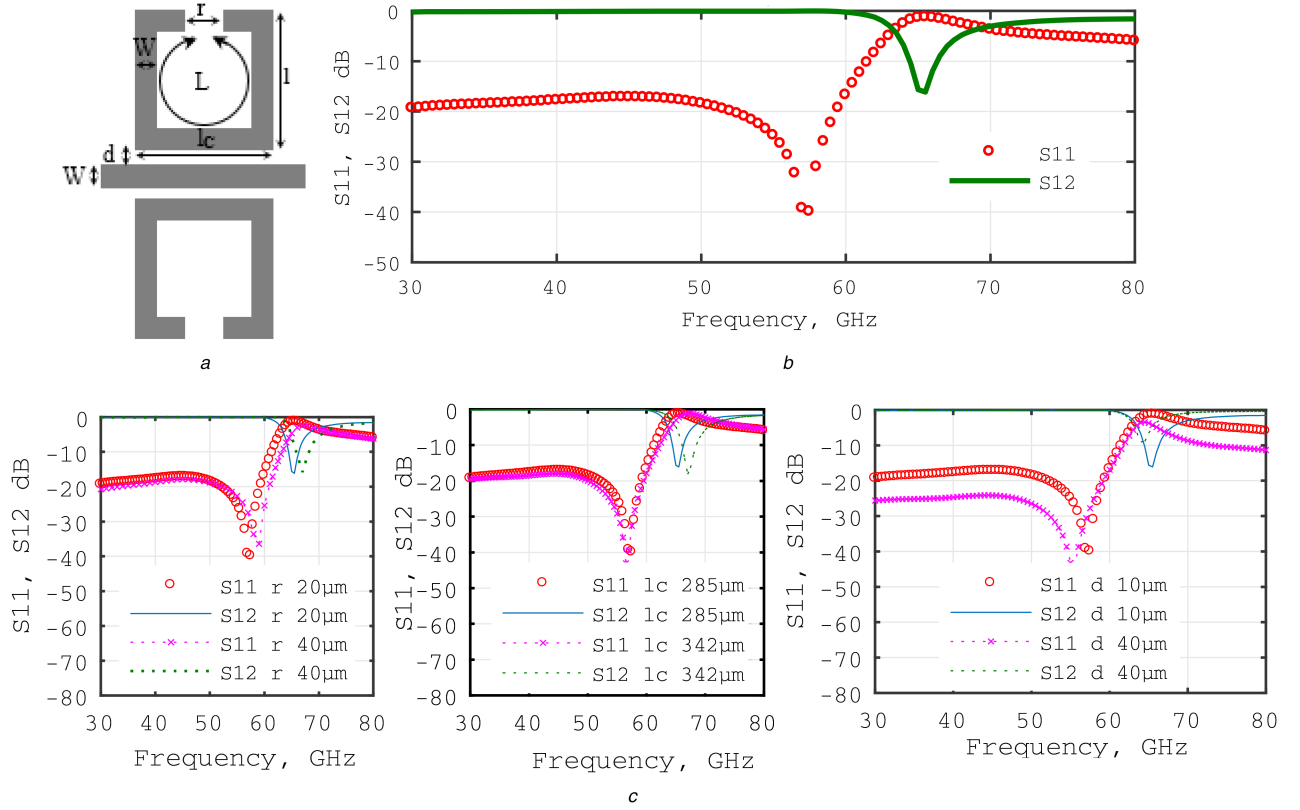 r
W
L
l
lc
d
W
a
0
-10
-20
-30
-40
-50
S11, S12 dB
S11
S12
30 40 50 60 70 80
Frequency, GHz
b
0
-10
-20
-30
-40
-50
-60
-70
-80
S11, S12 dB
S11 r 20µm
S12 r 20µm
S11 r 40µm
S12 r 40µm
30 40 50 60 70 80
Frequency, GHz
0
-10
-20
-30
-40
-50
-60
-70
-80
S11, S12 dB
S11 lc 285µm
S12 lc 285µm
S11 lc 342µm
S12 lc 342µm
30 40 50 60 70 80
Frequency, GHz
0
-10
-20
-30
-40
-50
-60
-70
-80
S11, S12 dB
S11 d 10µm
S12 d 10µm
S11 d 40µm
S12 d 40µm
30 40 50 60 70 80
Frequency, GHz
c